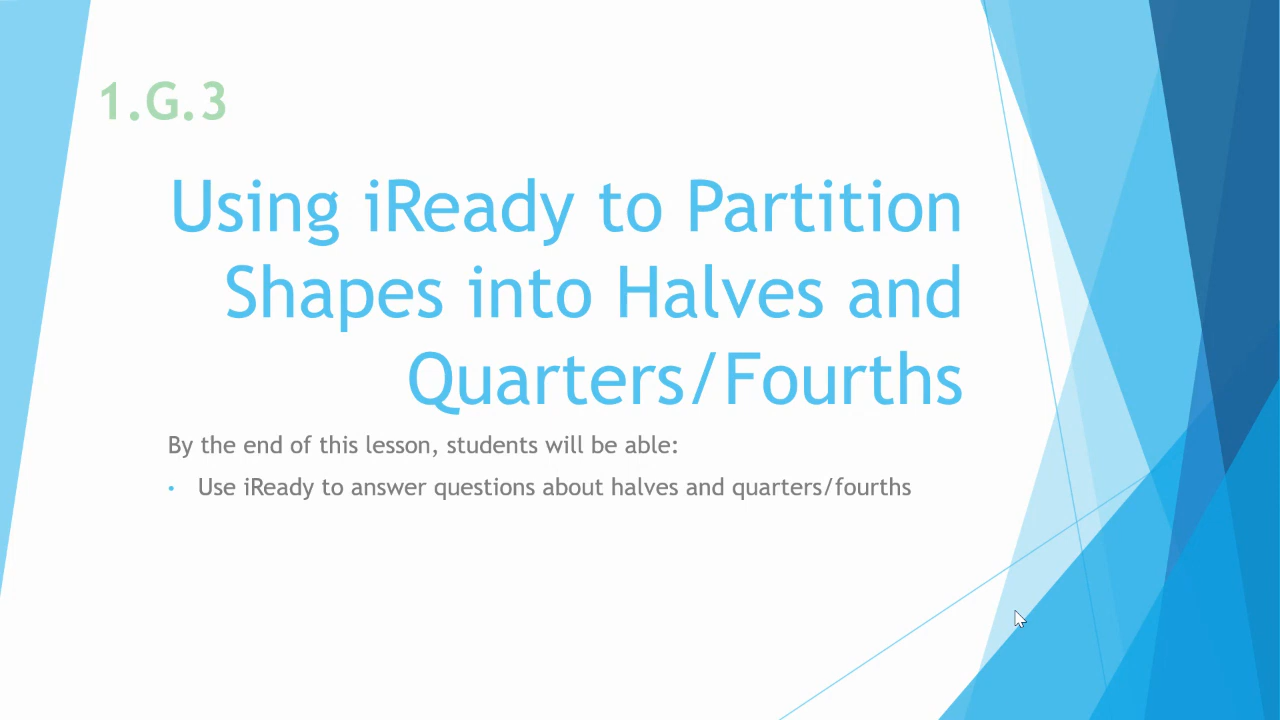 1.G.3
Using iReady to Partition
Shapes into Halves and
Quarters/Fourths
By the end of this lesson, students will be able:
• Use iReady to answer questions about halves and quarters/fourths